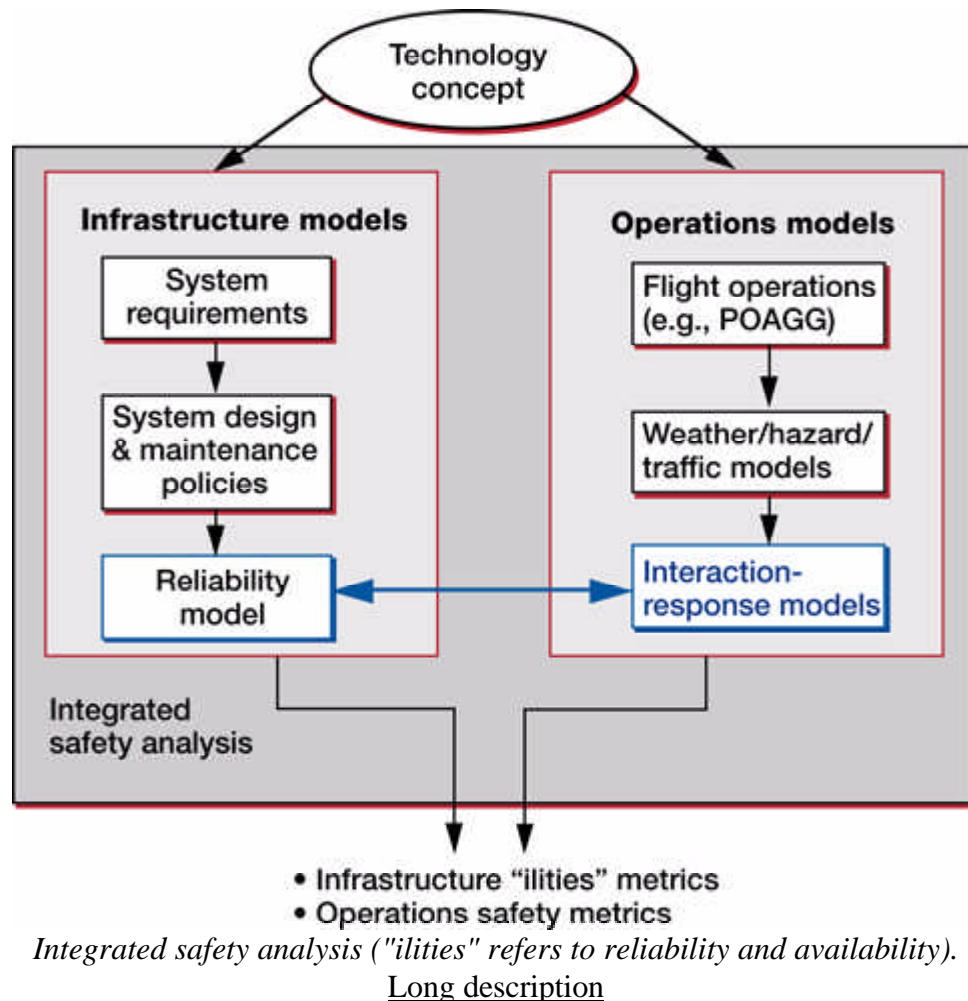 Technology
concept
Infrastructure models
System
requirements
System design
& maintenance
policies
Reliability
model
Operations models
Flight operations
(e.g., POAGG)
Weather/hazard/
traffic models
Interaction-
response models
Integrated
safety analysis
• Infrastructure “ilities” metrics
• Operations safety metrics
Integrated safety analysis ("ilities" refers to reliability and availability).
Long description